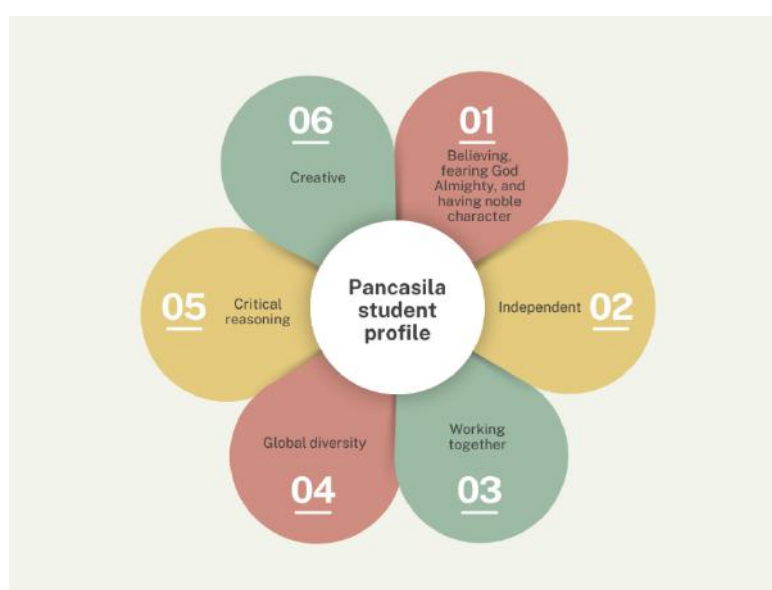 Pancasila
student
profile
01
Believing,
fearing God
Almighty, and
having noble
character
Independent
02
Working
together
03
Global diversity
04
05
Critical
reasoning
06
Creative